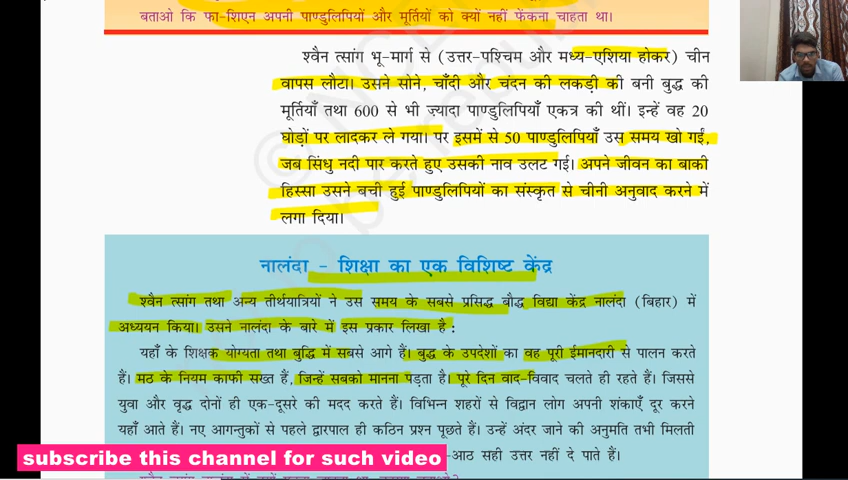 बताओ कि फा-शिएन अपनी पाण्डुलिपियों और मूर्तियों को क्यों नहीं फेंकना चाहता था।
श्वैन त्सांग भू-मार्ग से (उत्तर-पश्चिम और मध्य-एशिया होकर) चीन
वापस लौटा। उसने सोने, चाँदी और चंदन की लकड़ी की बनी बुद्ध की
मूर्तियाँ तथा 600 से भी ज़्यादा पाण्डुलिपियाँ एकत्र की थीं। इन्हें वह 20
घोड़ों पर लादकर ले गया। पर इसमें से 50 पाण्डुलिपियाँ उस समय खो गईं,
जब सिंधु नदी पार करते हुए उसकी नाव उलट गई। अपने जीवन का बाकी
हिस्सा उसने बची हुई पाण्डुलिपियों का संस्कृत से चीनी अनुवाद करने में
लगा दिया।
नालंदा - शिक्षा का एक विशिष्ट केंद्र
श्वैन त्सांग तथा अन्य तीर्थयात्रियों ने उस समय के सबसे प्रसिद्ध बौद्ध विद्या केंद्र नालंदा (बिहार) में
अध्ययन किया। उसने नालंदा के बारे में इस प्रकार लिखा है :
यहाँ के शिक्षक योग्यता तथा बुद्धि में सबसे आगे हैं। बुद्ध के उपदेशों का वह पूरी ईमानदारी से पालन करते
हैं। मठ के नियम काफी सख्त हैं, जिन्हें सबको मानना पड़ता है। पूरे दिन वाद-विवाद चलते ही रहते हैं। जिससे
युवा और वृद्ध दोनों ही एक-दूसरे की मदद करते हैं। विभिन्न शहरों से विद्वान लोग अपनी शंकाएँ दूर करने
यहाँ आते हैं। नए आगन्तुकों से पहले द्वारपाल ही कठिन प्रश्न पूछते हैं। उन्हें अंदर जाने की अनुमति तभी मिलती
-आठ सही उत्तर नहीं दे पाते हैं।
subscribe this channel for such video